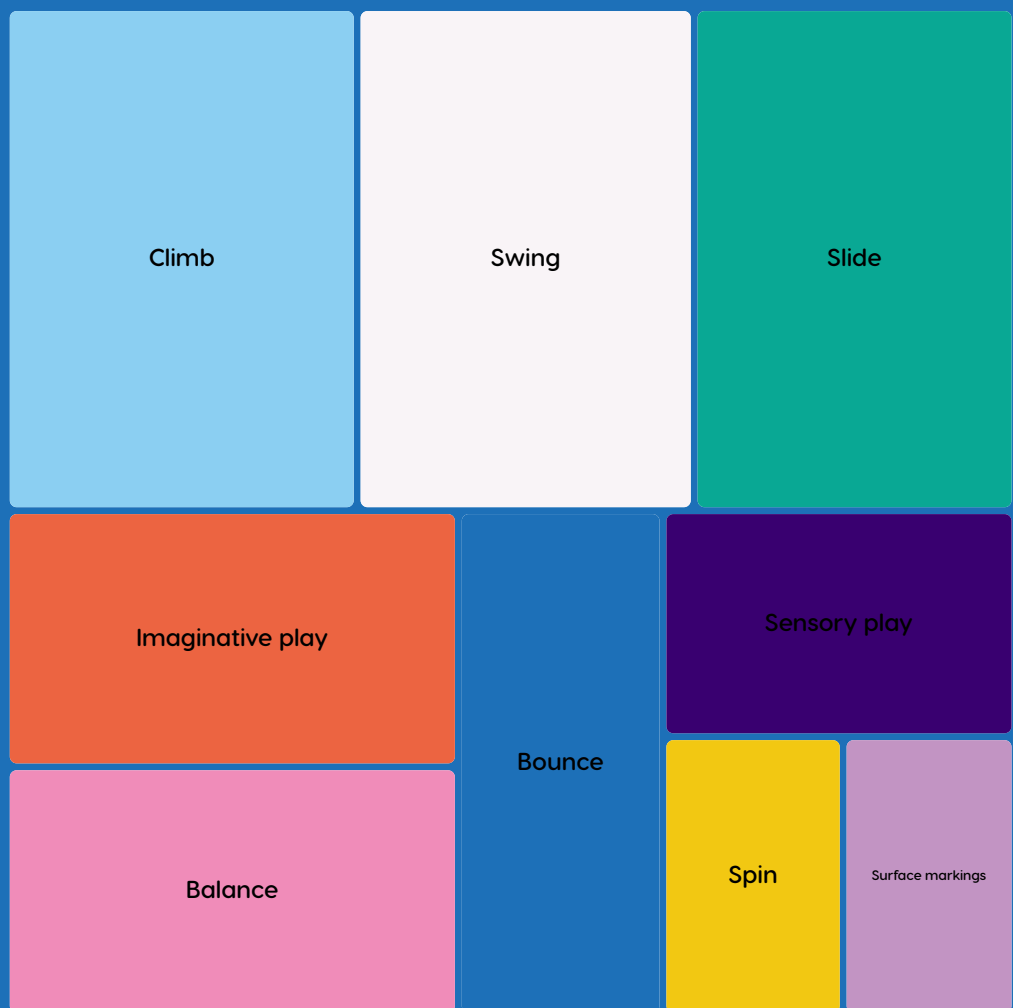 Climb
Swing
Slide
Imaginative play
Sensory play
Bounce
Balance
Spin
Surface markings